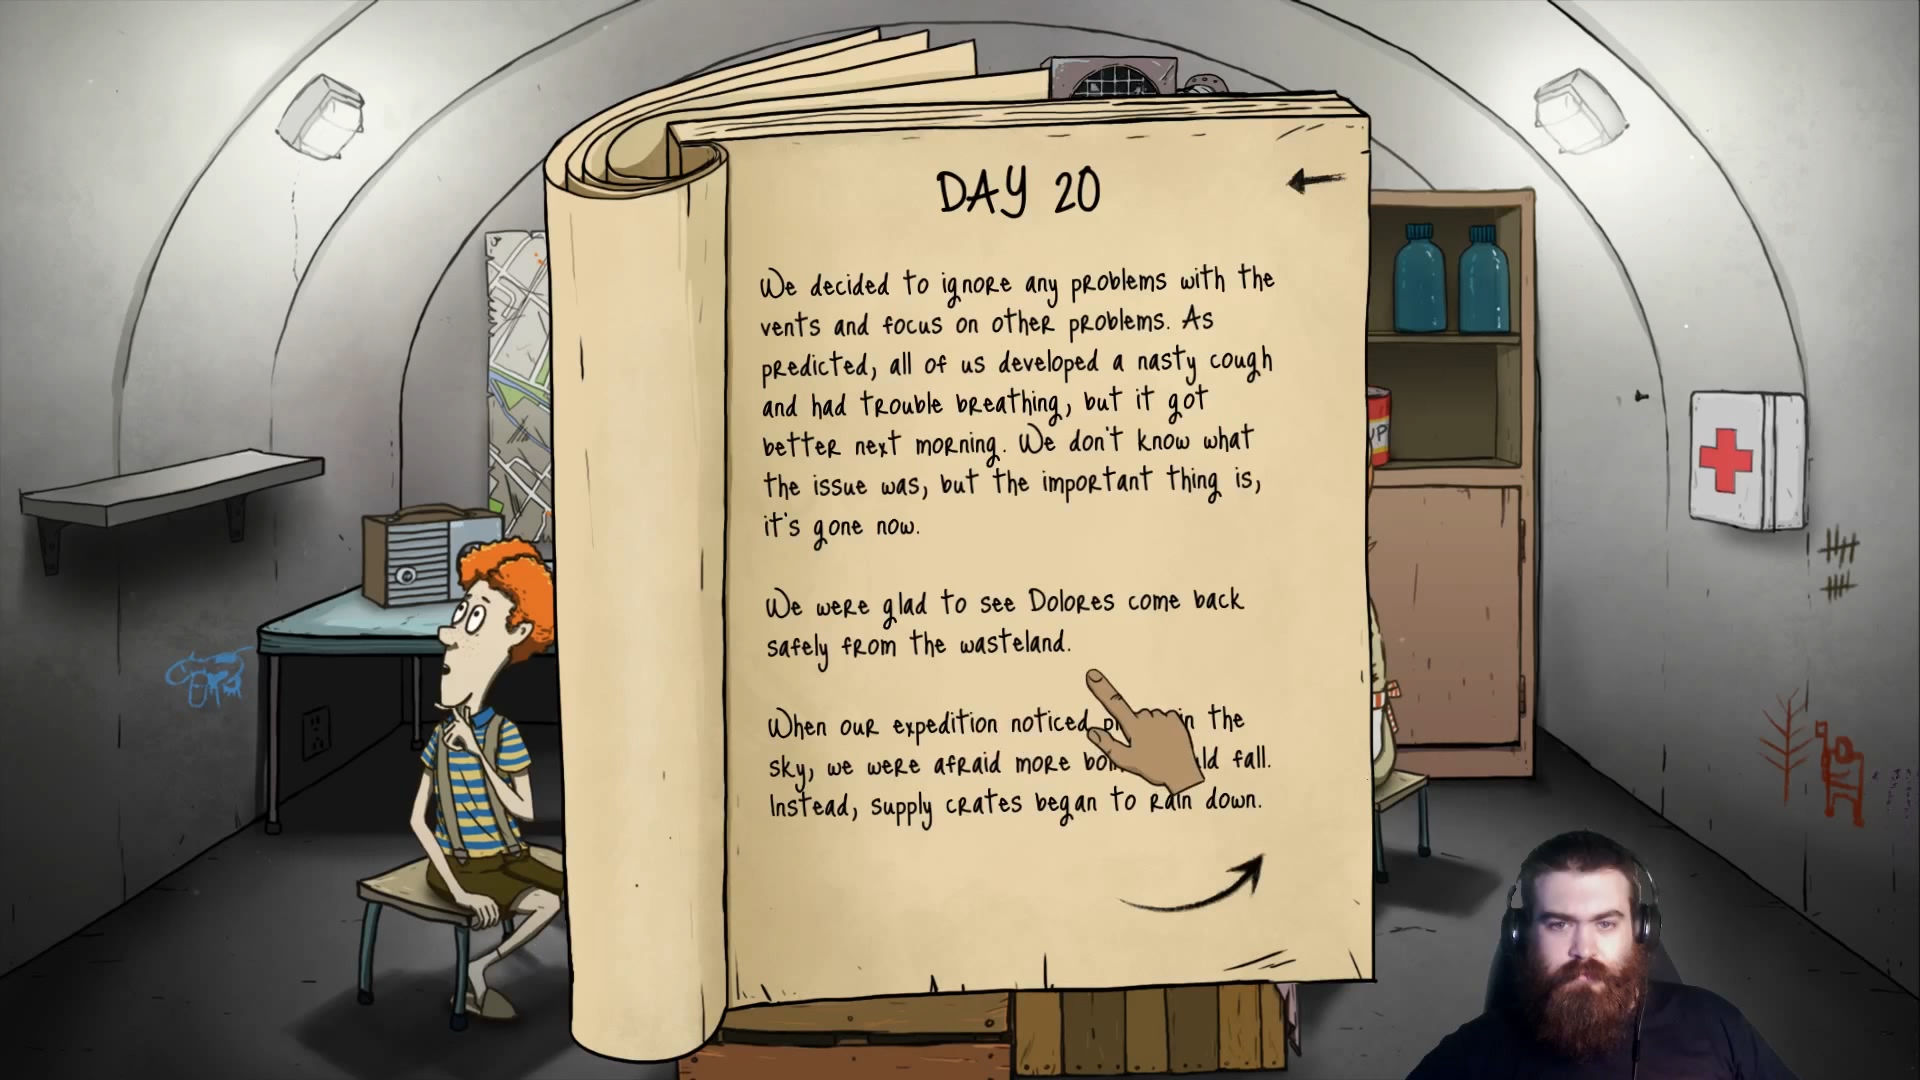 DAY 20
We decided to ignore any problems with the
vents and focus on other problems. As
predicted, all of us developed a nasty cough
and had trouble breathing, but it got
better next morning. We don't know what
the issue was, but the important thing is,
it's gone now.
We were glad to see Dolores come back
safely from the wasteland.
When our expedition noticed in the
sky, we were afraid more fall.
Instead, supply crates began to rain down.